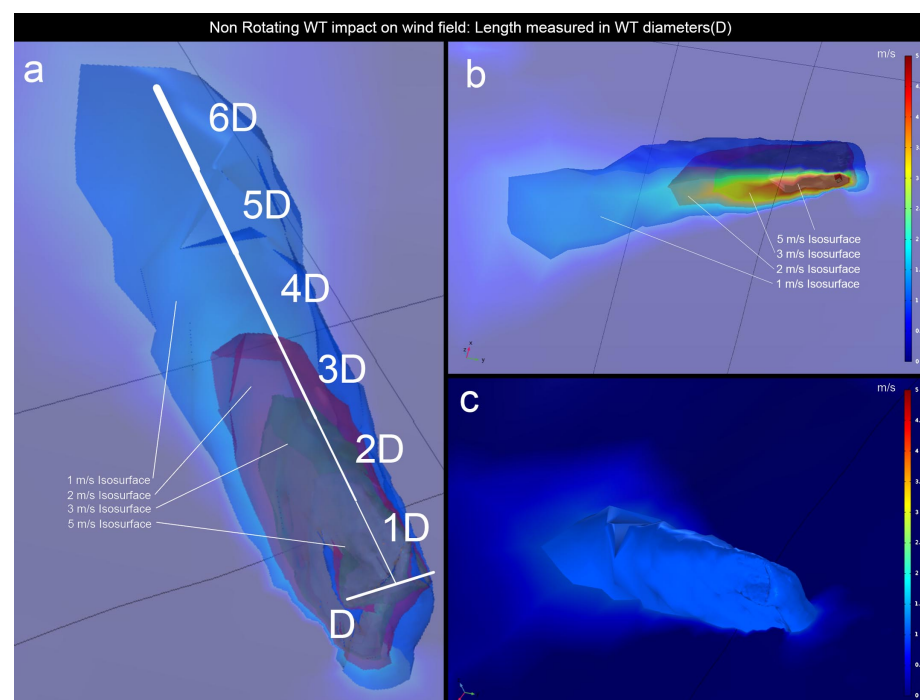 Non Rotating WT impact on wind field: Length measured in WT diameters(D)
a
6D
5D
4D
3D
2D
1D
D
1 m/s Isosurface
2 m/s Isosurface
3 m/s Isosurface
5 m/s Isosurface
b
m/s
5 m/s Isosurface
3 m/s Isosurface
2 m/s Isosurface
1 m/s Isosurface
x
z
y
c
m/s